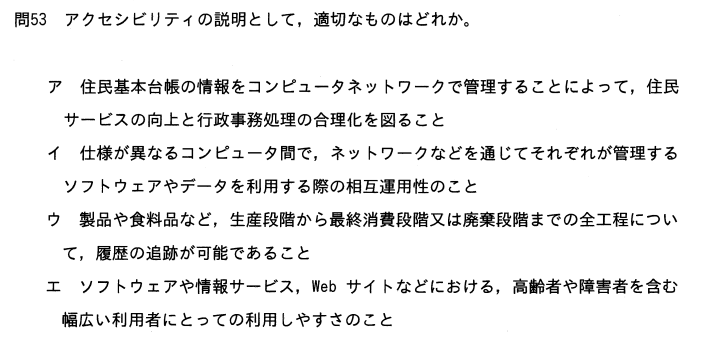 問53 アクセシビリティの説明として，適切なものはどれか。
ア 住民基本台帳の情報をコンピュータネットワークで管理することによって，住民
サービスの向上と行政事務処理の合理化を図ること
イ 仕様が異なるコンピュータ間で，ネットワークなどを通じてそれぞれが管理する
ソフトウェアやデータを利用する際の相互運用性のこと
ウ 製品や食料品など，生産段階から最終消費段階又は廃棄段階までの全工程につい
て，履歴の追跡が可能であること
エ ソフトウェアや情報サービス，Web サイトなどにおける，高齢者や障害者を含む
幅広い利用者にとっての利用しやすさのこと